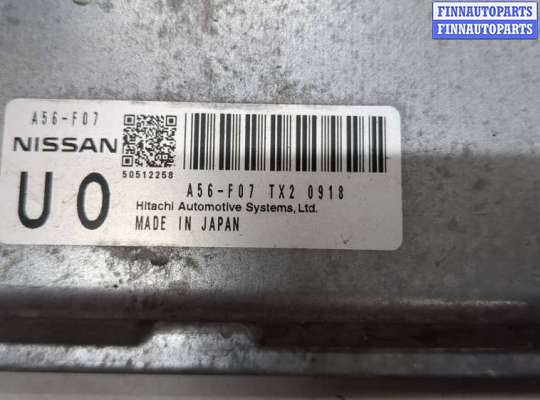 FINNAUTOPARTS
FINNAUTOPARTS
A56-F07
NISSAN
50512258
U0
A56-F07 TX2 0918
Hitachi Automotive Systems, Ltd.
MADE IN JAPAN